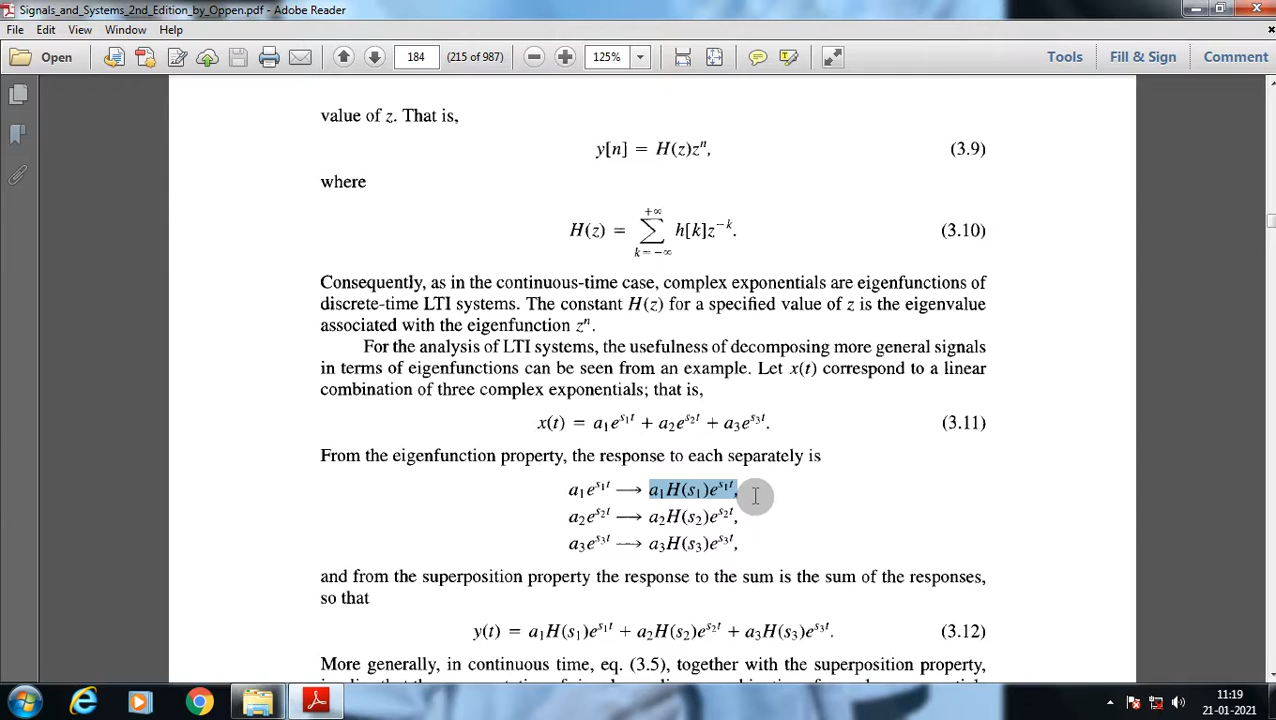 Signals_and_Systems_2nd_Edition_by_Oppen.pdf - Adobe Reader
File Edit View Window Help
Open 184 (215 of 987) 125% Tools Fill & Sign Comment
value of z. That is,
y[n] = H(z)zⁿ, (3.9)
where
H(z) = ∑_{k=-∞}^{+∞} h[k]z^{-k}. (3.10)
Consequently, as in the continuous-time case, complex exponentials are eigenfunctions of
discrete-time LTI systems. The constant H(z) for a specified value of z is the eigenvalue
associated with the eigenfunction zⁿ.
For the analysis of LTI systems, the usefulness of decomposing more general signals
in terms of eigenfunctions can be seen from an example. Let x(t) correspond to a linear
combination of three complex exponentials; that is,
x(t) = a₁e^{s₁t} + a₂e^{s₂t} + a₃e^{s₃t}. (3.11)
From the eigenfunction property, the response to each separately is
a₁e^{s₁t} → a₁H(s₁)e^{s₁t},
a₂e^{s₂t} → a₂H(s₂)e^{s₂t},
a₃e^{s₃t} → a₃H(s₃)e^{s₃t},
and from the superposition property the response to the sum is the sum of the responses,
so that
y(t) = a₁H(s₁)e^{s₁t} + a₂H(s₂)e^{s₂t} + a₃H(s₃)e^{s₃t}. (3.12)
More generally, in continuous time, eq. (3.5), together with the superposition property,
11:19
21-01-2021